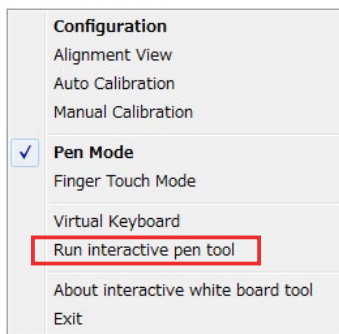 Configuration
Alignment View
Auto Calibration
Manual Calibration
Pen Mode
Finger Touch Mode
Virtual Keyboard
Run interactive pen tool
About interactive white board tool
Exit